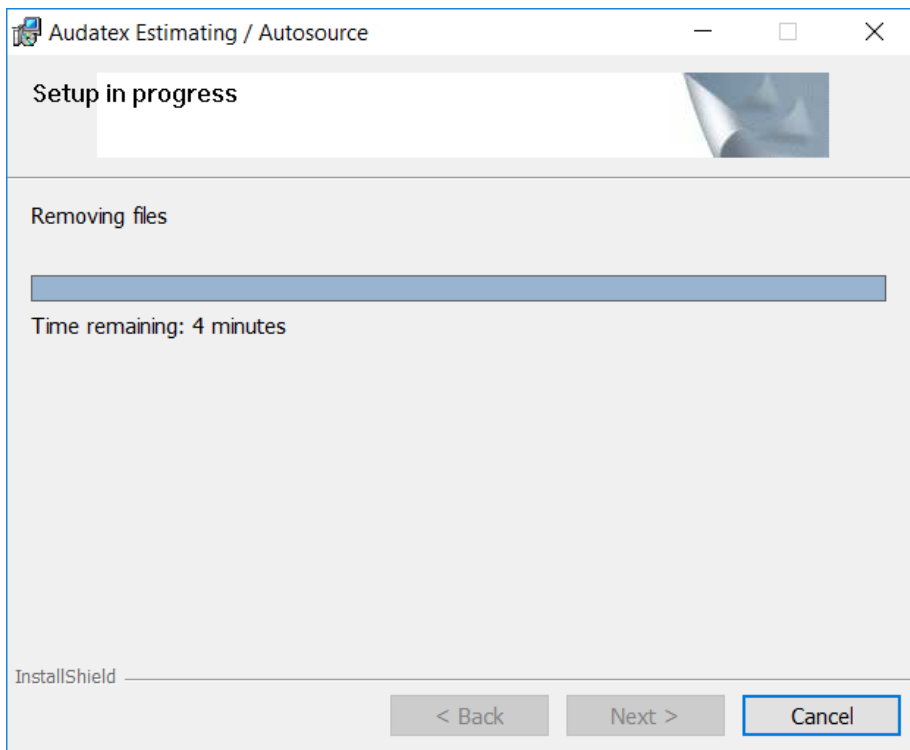 Audatex Estimating / Autosource
Setup in progress
Removing files
Time remaining: 4 minutes
InstallShield
< Back
Next >
Cancel